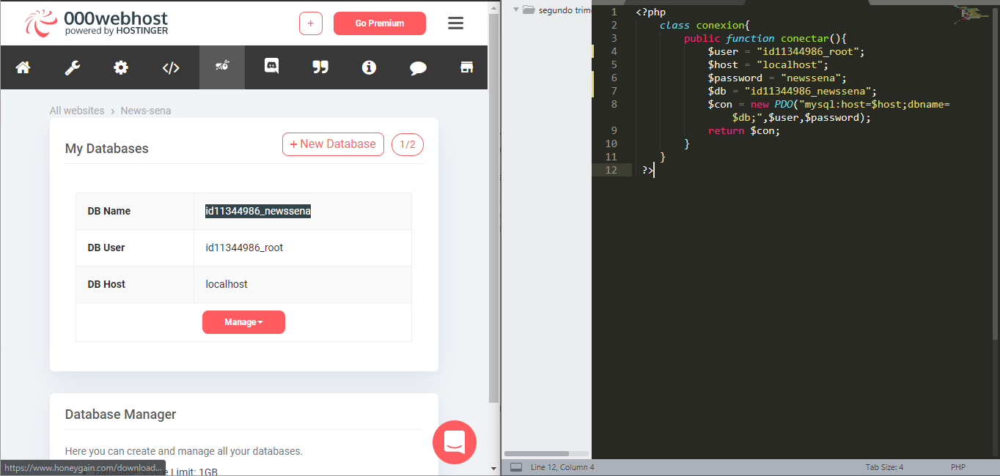 000webhost
powered by HOSTINGER
+
Go Premium
All websites › News-sena
My Databases
+ New Database
1/2
DB Name
id11344986_newssena
DB User
id11344986_root
DB Host
localhost
Manage
Database Manager
Here you can create and manage all your databases.
Database Space Limit: 1GB
https://www.honeygain.com/download...
segundo trim
1 <?php
2 class conexion{
3 public function conectar(){
4 $user = "id11344986_root";
5 $host = "localhost";
6 $password = "newssena";
7 $db = "id11344986_newssena";
8 $con = new PDO("mysql:host=$host;dbname=
$db;",$user,$password);
9 return $con;
10 }
11 }
12 ?>
Line 12, Column 4
Tab Size: 4
PHP